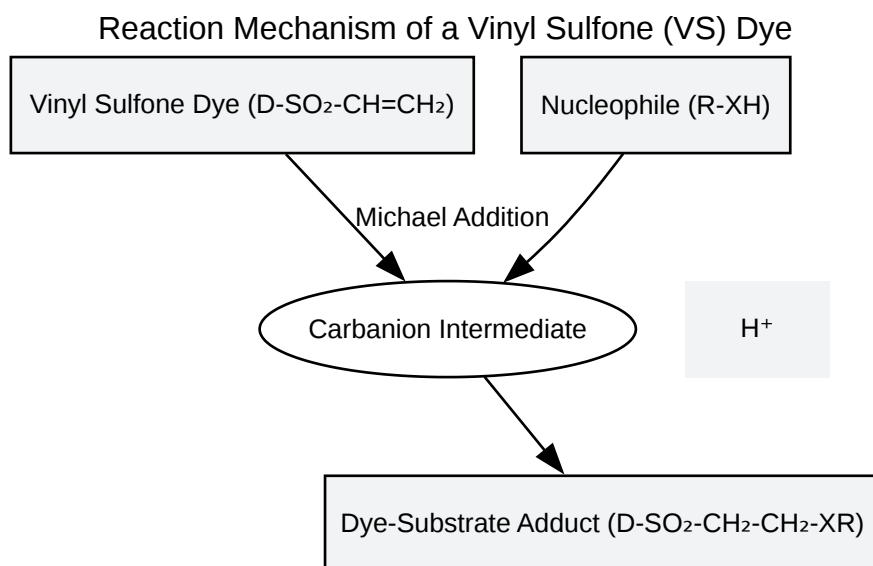 Reaction Mechanism of a Vinyl Sulfone (VS) Dye
Vinyl Sulfone Dye (D-SO₂-CH=CH₂)
Nucleophile (R-XH)
Michael Addition
Carbanion Intermediate
H⁺
Dye-Substrate Adduct (D-SO₂-CH₂-CH₂-XR)